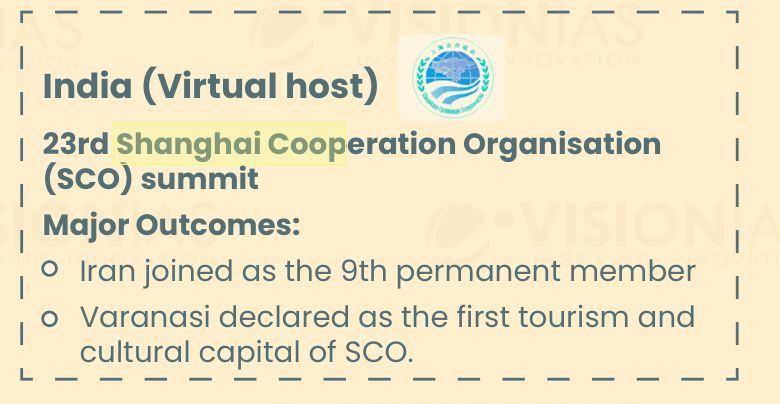 India (Virtual host)
23rd Shanghai Cooperation Organisation
(SCO) summit
Major Outcomes:
Iran joined as the 9th permanent member
Varanasi declared as the first tourism and
cultural capital of SCO.
VISIONIAS
INSPIRING INNOVATION